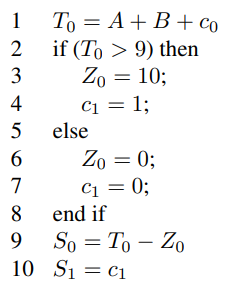 1 T₀ = A + B + c₀
2 if (T₀ > 9) then
3 Z₀ = 10;
4 c₁ = 1;
5 else
6 Z₀ = 0;
7 c₁ = 0;
8 end if
9 S₀ = T₀ − Z₀
10 S₁ = c₁